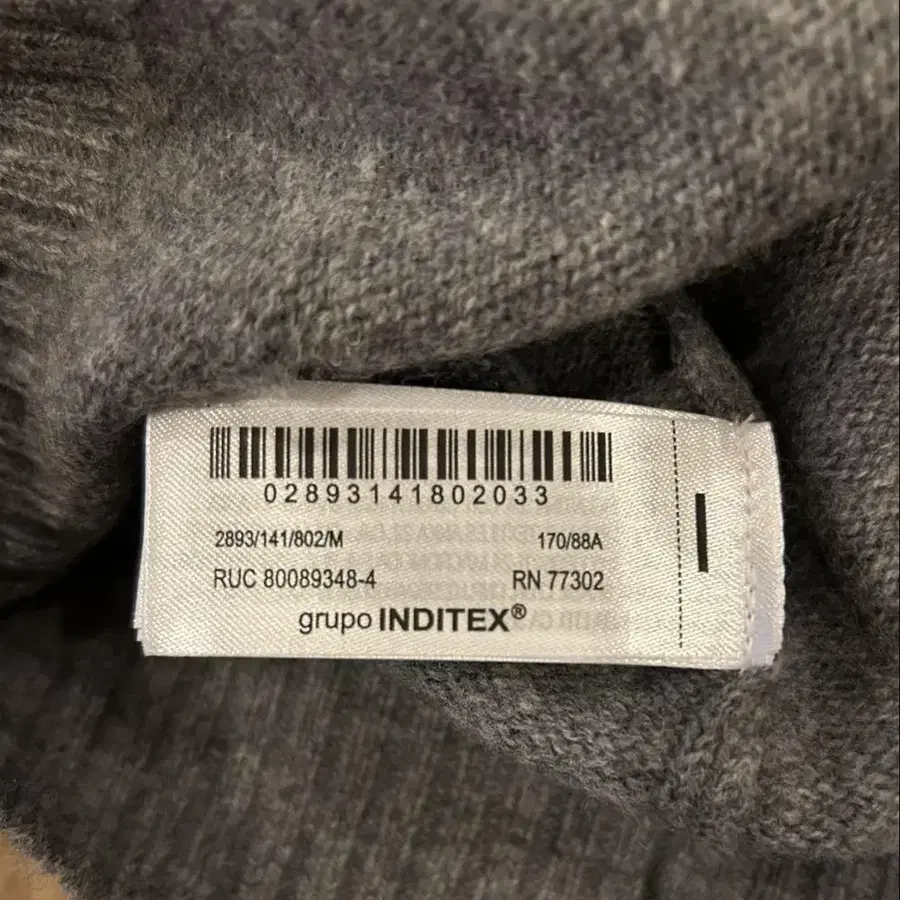 02893141802033
2893/141/802/M 170/88A
RUC 80089348-4 RN 77302
grupo INDITEX®